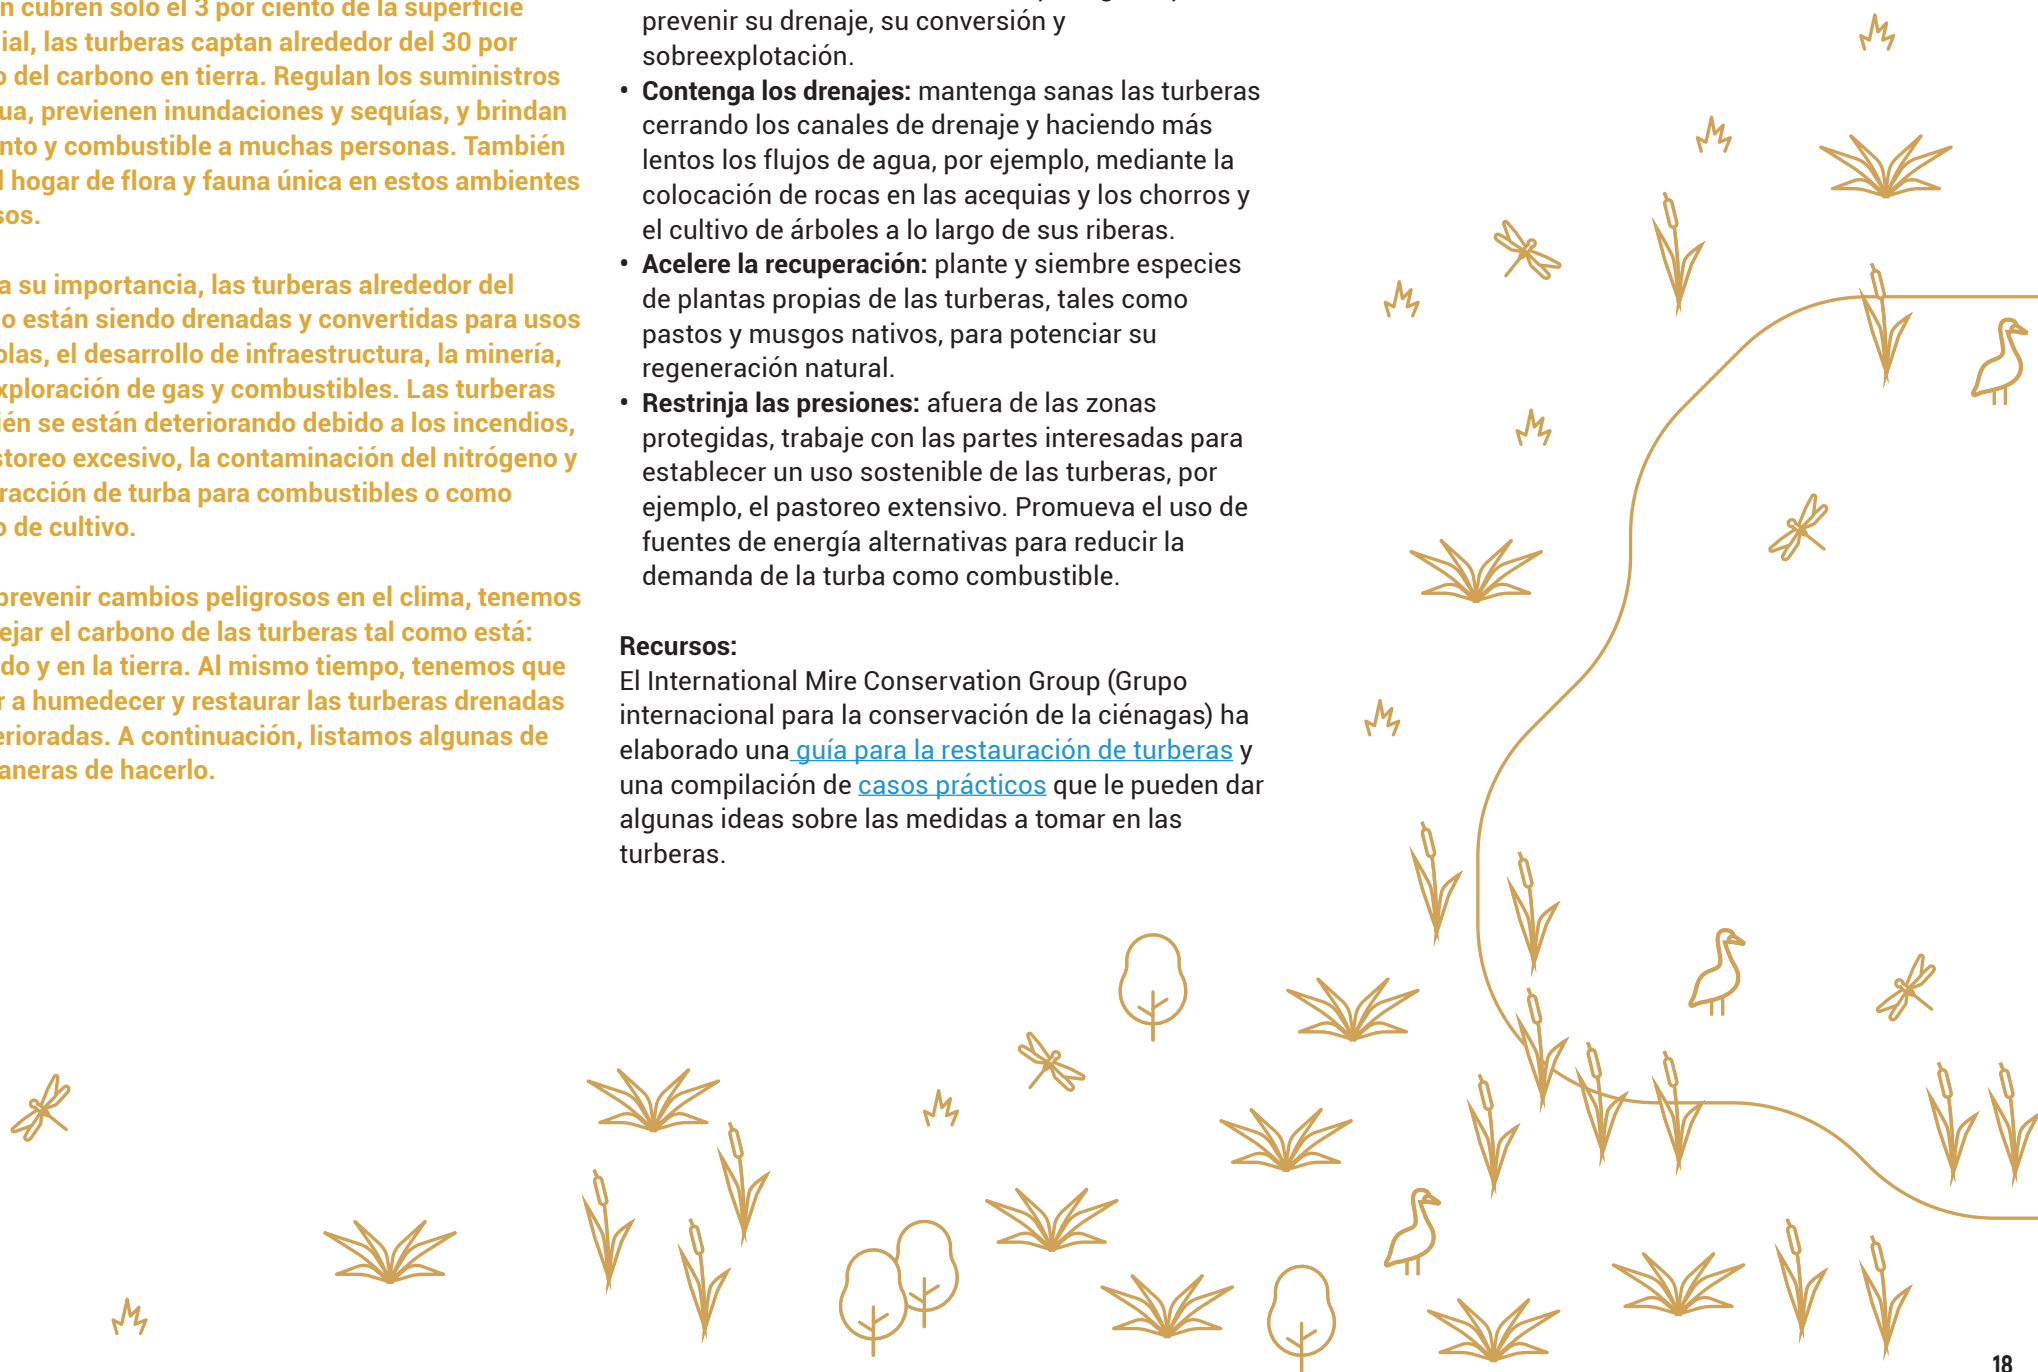 cubren solo el 3 por ciento de la superficie
las turberas captan alrededor del 30 por
del carbono en tierra. Regulan los suministros
previenen inundaciones y sequías, y brindan
y combustible a muchas personas. También
hogar de flora y fauna única en estos ambientes
su importancia, las turberas alrededor del
están siendo drenadas y convertidas para usos
el desarrollo de infraestructura, la minería,
de gas y combustibles. Las turberas
se están deteriorando debido a los incendios,
excesivo, la contaminación del nitrógeno y
de turba para combustibles o como
de cultivo.
prevenir cambios peligrosos en el clima, tenemos
el carbono de las turberas tal como está:
y en la tierra. Al mismo tiempo, tenemos que
a humedecer y restaurar las turberas drenadas
A continuación, listamos algunas de
de hacerlo.
prevenir su drenaje, su conversión y
sobreexplotación.
• Contenga los drenajes: mantenga sanas las turberas
cerrando los canales de drenaje y haciendo más
lentos los flujos de agua, por ejemplo, mediante la
colocación de rocas en las acequias y los chorros y
el cultivo de árboles a lo largo de sus riberas.
• Acelere la recuperación: plante y siembre especies
de plantas propias de las turberas, tales como
pastos y musgos nativos, para potenciar su
regeneración natural.
• Restrinja las presiones: afuera de las zonas
protegidas, trabaje con las partes interesadas para
establecer un uso sostenible de las turberas, por
ejemplo, el pastoreo extensivo. Promueva el uso de
fuentes de energía alternativas para reducir la
demanda de la turba como combustible.
Recursos:
El International Mire Conservation Group (Grupo
internacional para la conservación de la ciénagas) ha
elaborado una guía para la restauración de turberas y
una compilación de casos prácticos que le pueden dar
algunas ideas sobre las medidas a tomar en las
turberas.
18